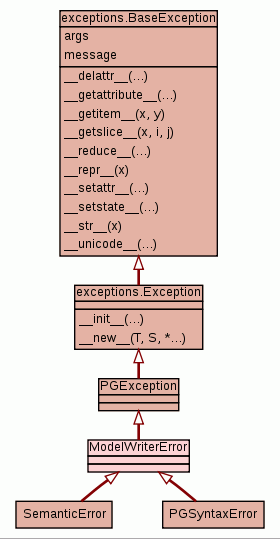 exceptions.BaseException
args
message
__delattr__(...)
__getattribute__(...)
__getitem__(x, y)
__getslice__(x, i, j)
__reduce__(...)
__repr__(x)
__setattr__(...)
__setstate__(...)
__str__(x)
__unicode__(...)
exceptions.Exception
__init__(...)
__new__(T, S, *...)
PGException
ModelWriterError
SemanticError
PGSyntaxError